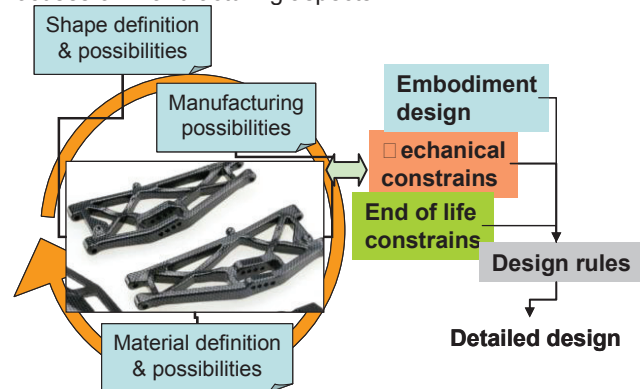 Shape definition
& possibilities
Manufacturing
possibilities
Material definition
& possibilities
Embodiment
design
□ echanical
constrains
End of life
constrains
Design rules
Detailed design